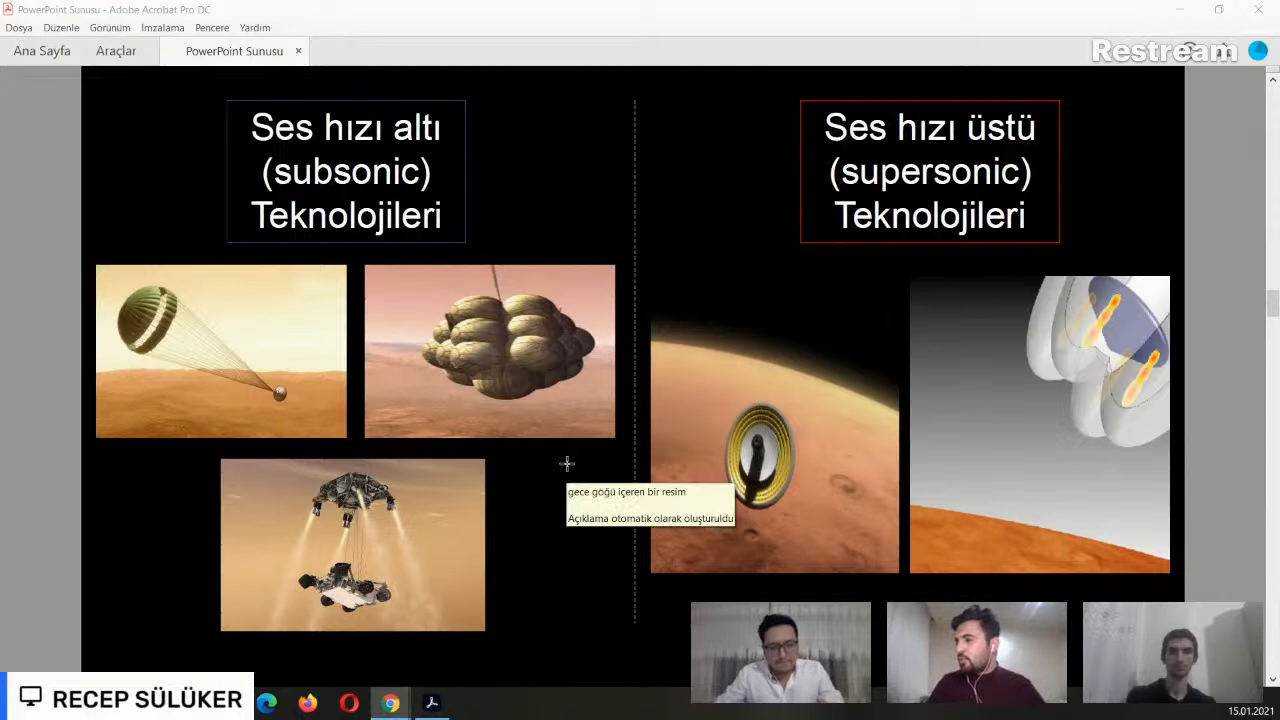 PowerPoint Sunusu - Adobe Acrobat Pro DC
Dosya Düzenle Görünüm İmzalama Pencere Yardım
Ana Sayfa Araçlar PowerPoint Sunusu ×
Restream
Ses hızı altı
(subsonic)
Teknolojileri
Ses hızı üstü
(supersonic)
Teknolojileri
gece göğü içeren bir resim
Açıklama otomatik olarak oluşturuldu
RECEP SÜLÜKER
15.01.2021